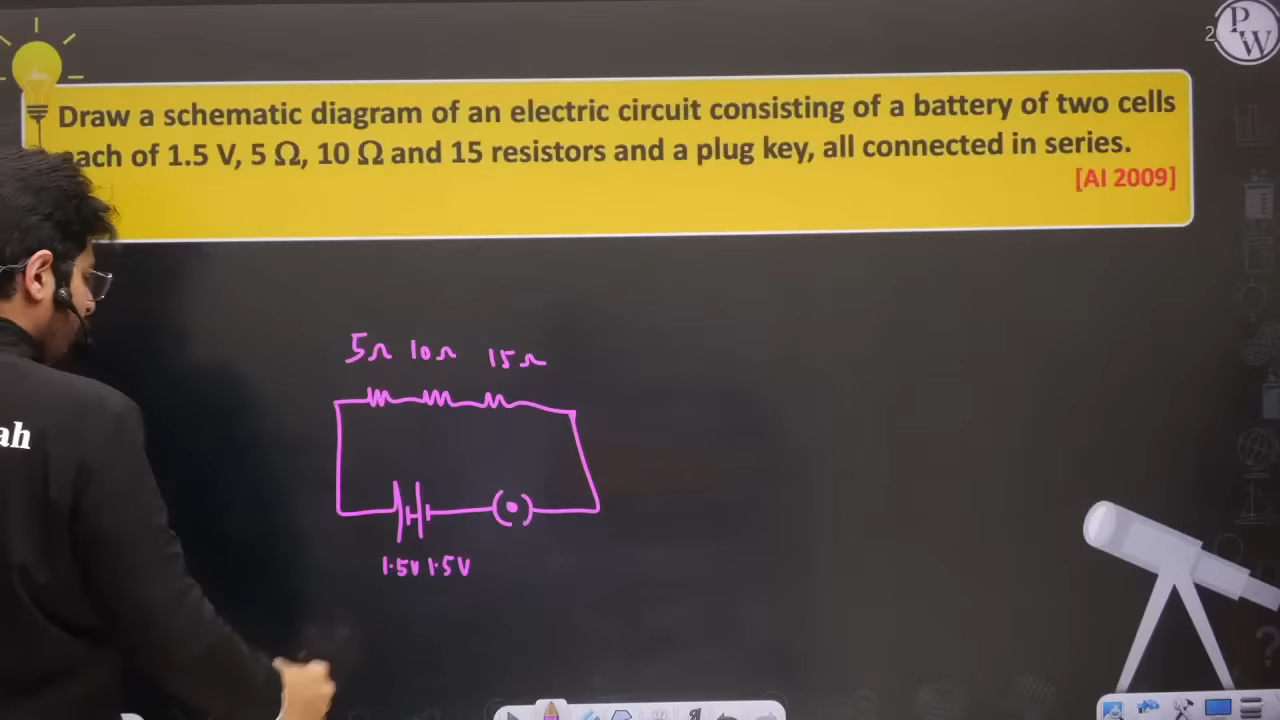 P
W
Draw a schematic diagram of an electric circuit consisting of a battery of two cells
ach of 1.5 V, 5 Ω, 10 Ω and 15 resistors and a plug key, all connected in series.
[AI 2009]
ah
5Ω 10Ω 15Ω
1.5V 1.5V